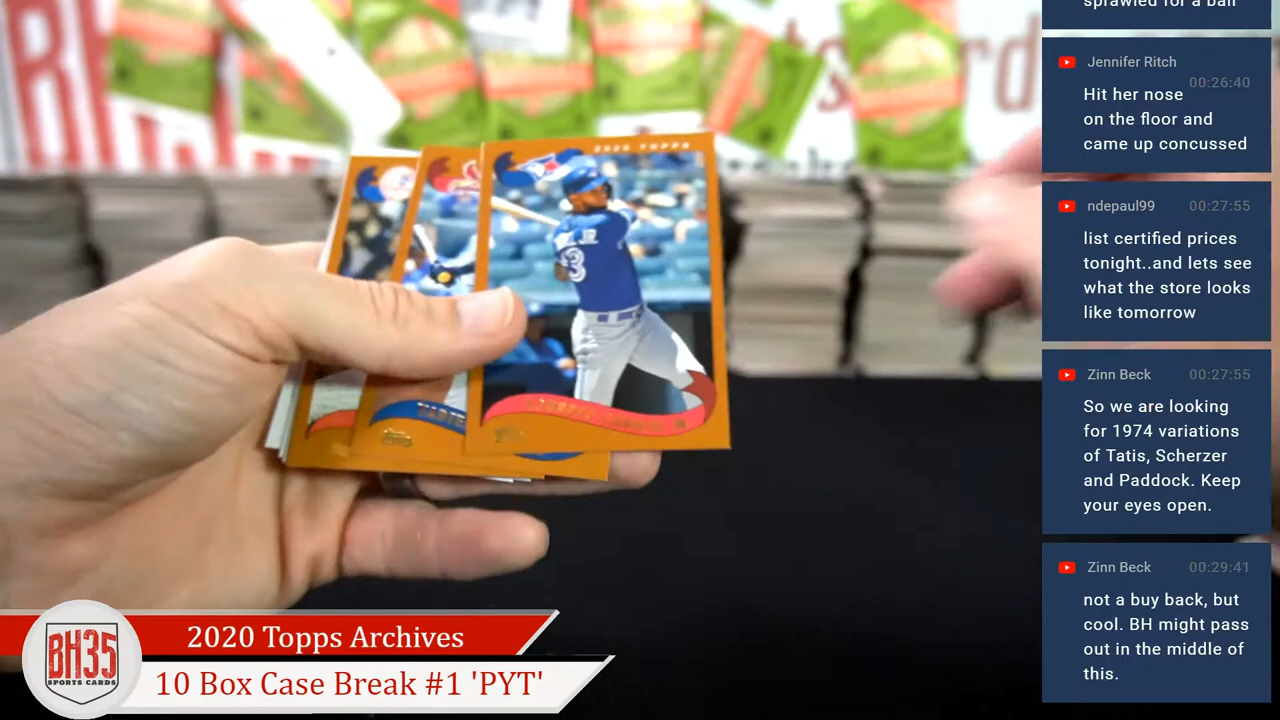 2020 TOPPS
JR
BH35
SPORTS CARDS
2020 Topps Archives
10 Box Case Break #1 'PYT'
sprawled for a ball
Jennifer Ritch
00:26:40
Hit her nose
on the floor and
came up concussed
ndepaul99 00:27:55
list certified prices
tonight..and lets see
what the store looks
like tomorrow
Zinn Beck 00:27:55
So we are looking
for 1974 variations
of Tatis, Scherzer
and Paddock. Keep
your eyes open.
Zinn Beck 00:29:41
not a buy back, but
cool. BH might pass
out in the middle of
this.